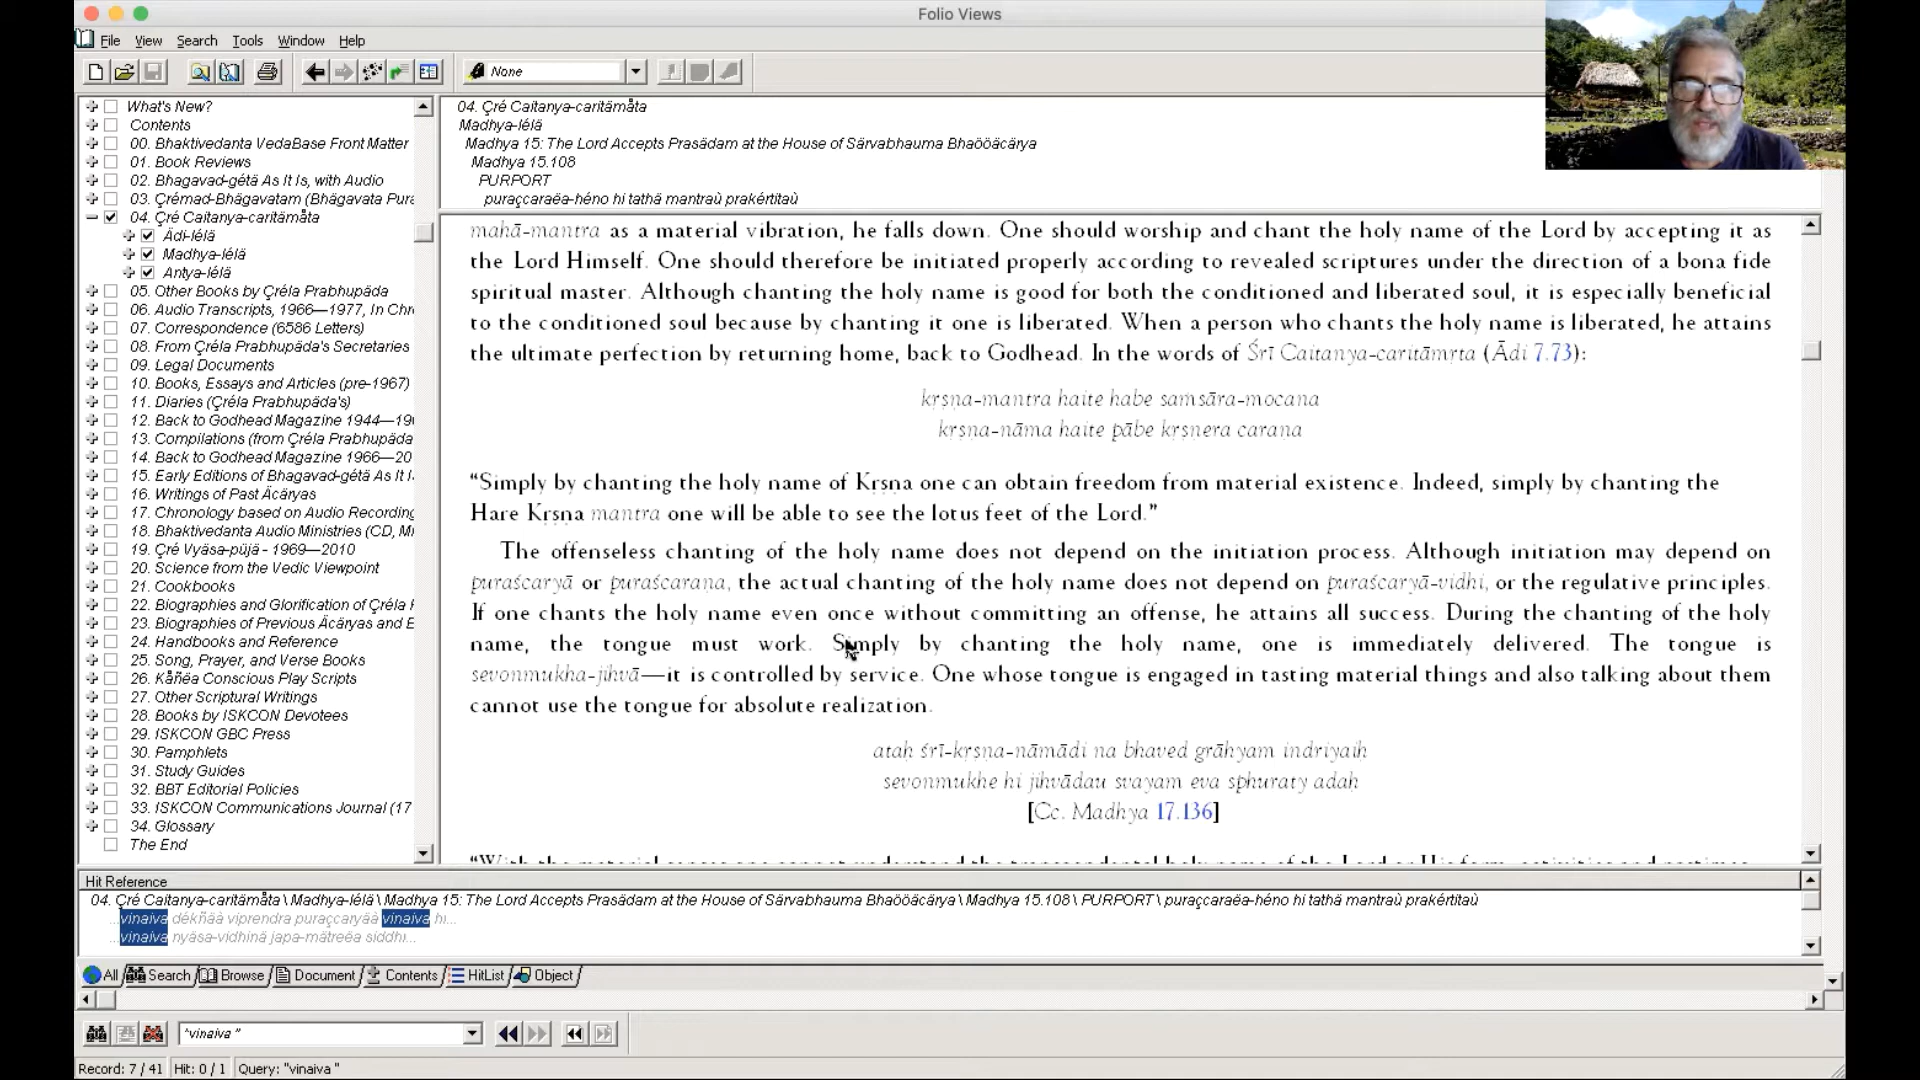 Folio Views
File View Search Tools Window Help
None
What's New?
Contents
00. Bhaktivedanta VedaBase Front Matter
01. Book Reviews
02. Bhagavad-gétä As It Is, with Audio
03. Çrémad-Bhägavatam (Bhägavata Pura
04. Çré Caitanya-caritämåta
Ädi-lélä
Madhya-lélä
Antya-lélä
05. Other Books by Çréla Prabhupäda
06. Audio Transcripts, 1966—1977, In Chro
07. Correspondence (6586 Letters)
08. From Çréla Prabhupäda's Secretaries
09. Legal Documents
10. Books, Essays and Articles (pre-1967)
11. Diaries (Çréla Prabhupäda's)
12. Back to Godhead Magazine 1944—19
13. Compilations (from Çréla Prabhupäda
14. Back to Godhead Magazine 1966—20
15. Early Editions of Bhagavad-gétä As It I
16. Writings of Past Äcäryas
17. Chronology based on Audio Recording
18. Bhaktivedanta Audio Ministries (CD, M
19. Çré Vyäsa-püjä - 1969—2010
20. Science from the Vedic Viewpoint
21. Cookbooks
22. Biographies and Glorification of Çréla
23. Biographies of Previous Äcäryas and E
24. Handbooks and Reference
25. Song, Prayer, and Verse Books
26. Kåñëa Conscious Play Scripts
27. Other Scriptural Writings
28. Books by ISKCON Devotees
29. ISKCON GBC Press
30. Pamphlets
31. Study Guides
32. BBT Editorial Policies
33. ISKCON Communications Journal (17
34. Glossary
The End
04. Çré Caitanya-caritämåta
Madhya-lélä
Madhya 15: The Lord Accepts Prasädam at the House of Särvabhauma Bhaööäcärya
Madhya 15.108
PURPORT
puraçcaraëa-héno hi tathä mantraù prakértitaù
mahā-mantra as a material vibration, he falls down. One should worship and chant the holy name of the Lord by accepting it as
the Lord Himself. One should therefore be initiated properly according to revealed scriptures under the direction of a bona fide
spiritual master. Although chanting the holy name is good for both the conditioned and liberated soul, it is especially beneficial
to the conditioned soul because by chanting it one is liberated. When a person who chants the holy name is liberated, he attains
the ultimate perfection by returning home, back to Godhead. In the words of Śrī Caitanya-caritāmṛta (Ādi 7.73):
kṛṣṇa-mantra haite habe saṁsāra-mocana
kṛṣṇa-nāma haite pābe kṛṣṇera caraṇa
“Simply by chanting the holy name of Kṛṣṇa one can obtain freedom from material existence. Indeed, simply by chanting the
Hare Kṛṣṇa mantra one will be able to see the lotus feet of the Lord.”
The offenseless chanting of the holy name does not depend on the initiation process. Although initiation may depend on
puraścaryā or puraścaraṇa, the actual chanting of the holy name does not depend on puraścaryā-vidhi, or the regulative principles.
If one chants the holy name even once without committing an offense, he attains all success. During the chanting of the holy
name, the tongue must work. Simply by chanting the holy name, one is immediately delivered. The tongue is
sevonmukha-jihvā—it is controlled by service. One whose tongue is engaged in tasting material things and also talking about them
cannot use the tongue for absolute realization.
ataḥ śrī-kṛṣṇa-nāmādi na bhaved grāhyam indriyaiḥ
sevonmukhe hi jihvādau svayam eva sphuraty adaḥ
[Cc. Madhya 17.136]
“With the material senses one cannot understand the transcendental holy name of the Lord or His form, activities and pastimes.
Hit Reference
04. Çré Caitanya-caritämåta \ Madhya-lélä \ Madhya 15: The Lord Accepts Prasädam at the House of Särvabhauma Bhaööäcärya \ Madhya 15.108 \ PURPORT \ puraçcaraëa-héno hi tathä mantraù prakértitaù
...vinaiva dékñäà viprendra puraçcaryäà vinaiva hi...
...vinaiva nyäsa-vidhinä japa-mätreëa siddhi...
All Search Browse Document Contents HitList Object
"vinaiva "
Record: 7 / 41 Hit: 0 / 1 Query: "vinaiva "